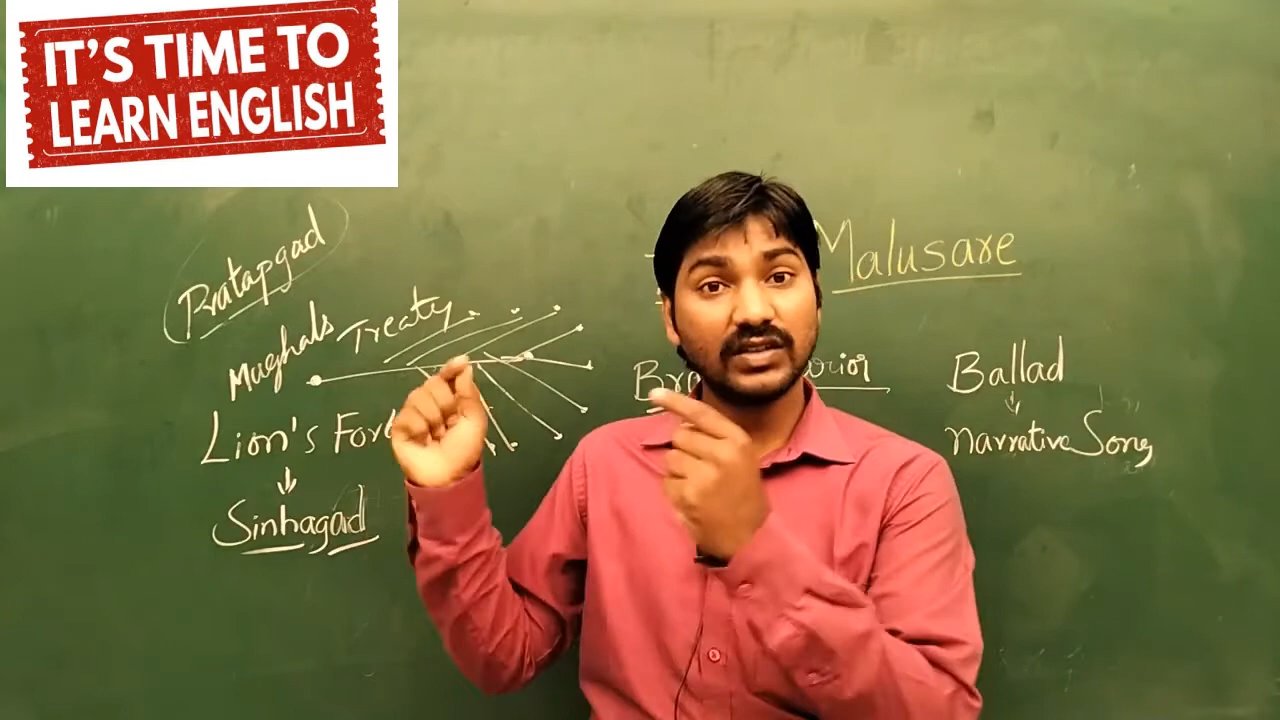 IT'S TIME TO
LEARN ENGLISH
Pratapgad
Malusare
Mughals Treaty
Ballad
Lion's
narrative Song
Sinhagad